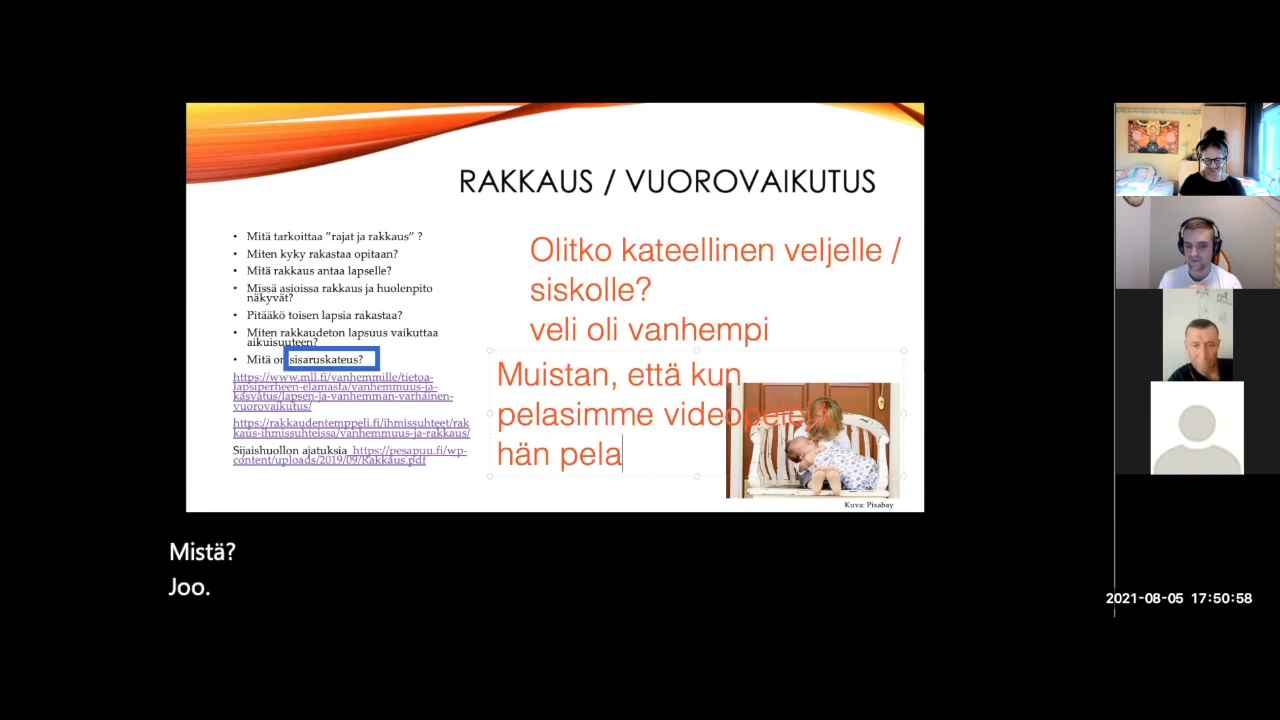 RAKKAUS / VUOROVAIKUTUS
• Mitä tarkoittaa "rajat ja rakkaus" ?
• Miten kyky rakastaa opitaan?
• Mitä rakkaus antaa lapselle?
• Missä asioissa rakkaus ja huolenpito
näkyvät?
• Pitääkö toisen lapsia rakastaa?
• Miten rakkaudeton lapsuus vaikuttaa
aikuisuuteen?
• Mitä on sisaruskateus?
https://www.mll.fi/vanhemmille/tietoa-
lapsiperheen-elamasta/vanhemmuus-ja-
kasvatus/lapsen-ja-vanhemman-varhainen-
vuorovaikutus/
https://rakkaudentemppeli.fi/ihmissuhteet/rak
kaus-ihmissuhteissa/vanhemmuus-ja-rakkaus/
Sijaishuollon ajatuksia https://pesapuu.fi/wp-
content/uploads/2019/09/Rakkaus.pdf
Olitko kateellinen veljelle /
siskolle?
veli oli vanhempi
Muistan, että kun
pelasimme videopelejä
hän pela
Kuva: Pixabay
Mistä?
Joo.
2021-08-05 17:50:58